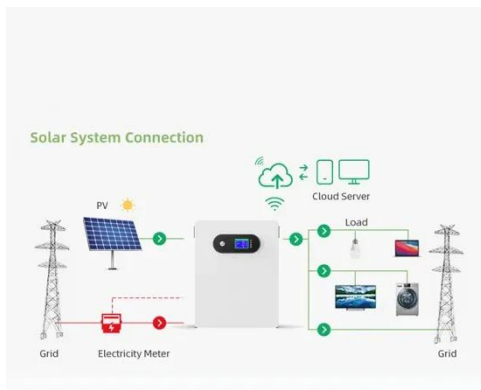 Solar System Connection
Cloud Server
PV
Load
Grid
Electricity Meter
Grid